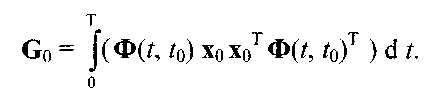 G₀ = ∫₀ᵀ (Φ(t, t₀) x₀ x₀ᵀ Φ(t, t₀)ᵀ ) d t.